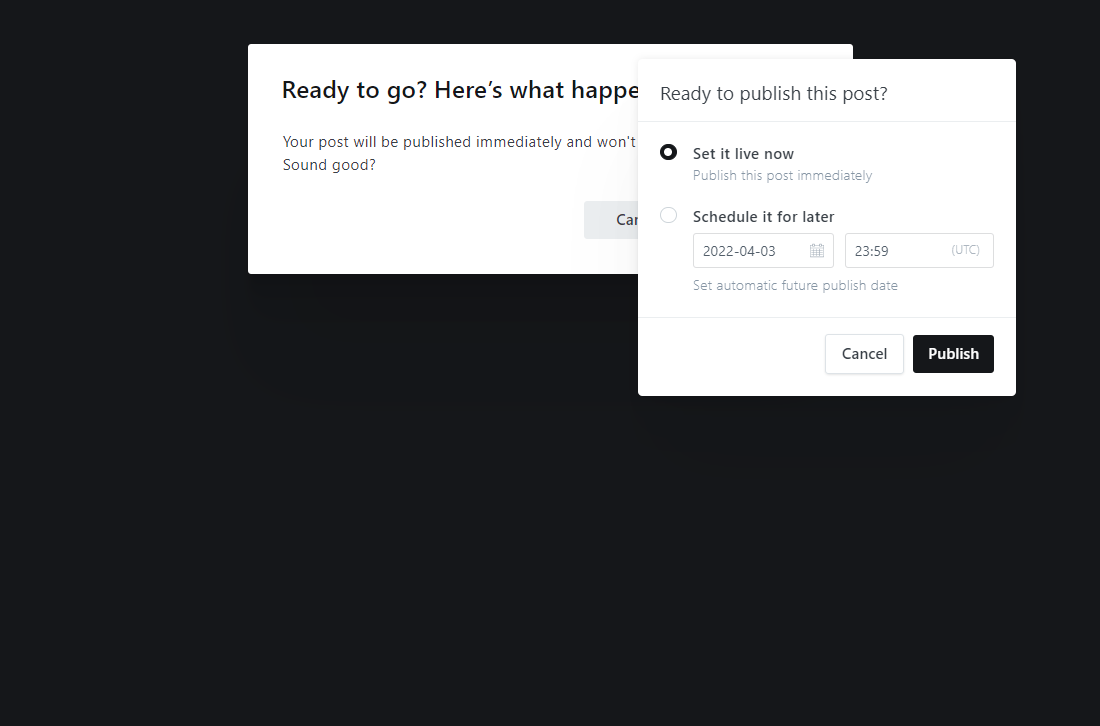 Ready to go? Here’s what
Your post will be published immediately and won't
Sound good?
Ready to publish this post?
Set it live now
Publish this post immediately
Schedule it for later
2022-04-03
23:59 (UTC)
Set automatic future publish date
Cancel Publish